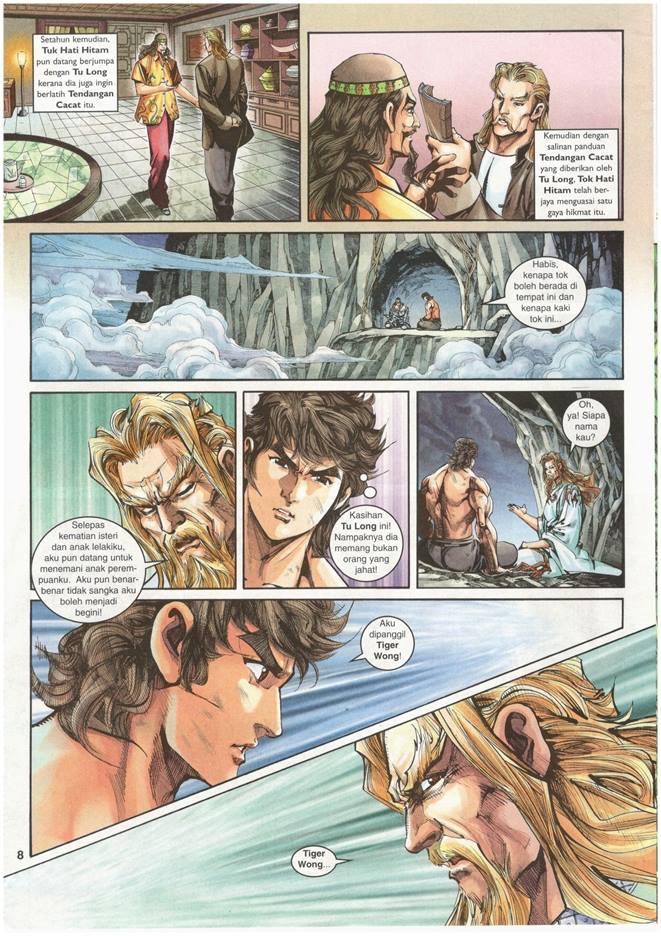 Setahun kemudian,
Tuk Hati Hitam
pun datang berjumpa
dengan Tu Long
kerana dia juga ingin
berlatih Tendangan
Cacat itu.
Kemudian dengan
salinan panduan
Tendangan Cacat
yang diberikan oleh
Tu Long, Tok Hati
Hitam telah ber-
jaya menguasai satu
gaya hikmat itu.
Habis,
kenapa tok
boleh berada di
tempat ini dan
kenapa kaki
tok ini...
Selepas
kematian isteri
dan anak lelakiku,
aku pun datang untuk
menemani anak perem-
puanku. Aku pun benar-
benar tidak sangka aku
boleh menjadi
begini!
Kasihan
Tu Long ini!
Nampaknya dia
memang bukan
orang yang
jahat!
Oh,
ya! Siapa
nama
kau?
Aku
dipanggil
Tiger
Wong!
Tiger
Wong...
8